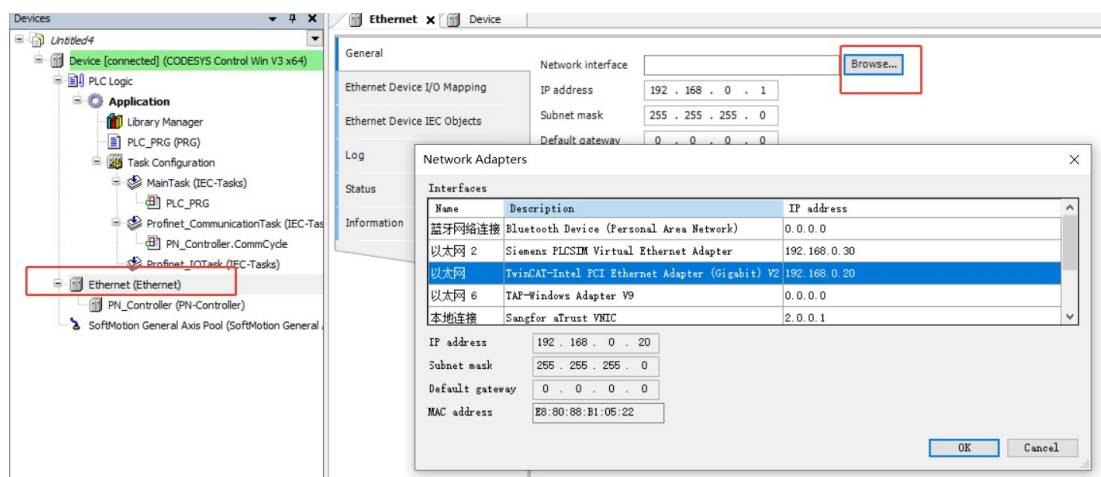 Devices
Untitled4
Device [connected] (CODESYS Control Win V3 x64)
PLC Logic
Application
Library Manager
PLC_PRG (PRG)
Task Configuration
MainTask (IEC-Tasks)
PLC_PRG
Profinet_CommunicationTask (IEC-Tas
PN_Controller.CommCycle
Profinet_IOTask (IEC-Tasks)
Ethernet (Ethernet)
PN_Controller (PN-Controller)
SoftMotion General Axis Pool (SoftMotion General
Ethernet Device
General
Ethernet Device I/O Mapping
Ethernet Device IEC Objects
Log
Status
Information
Network interface Browse...
IP address 192 . 168 . 0 . 1
Subnet mask 255 . 255 . 255 . 0
Default gateway 0 . 0 . 0 . 0
Network Adapters
Interfaces
Name Description IP address
蓝牙网络连接 Bluetooth Device (Personal Area Network) 0.0.0.0
以太网 2 Siemens PLCSIM Virtual Ethernet Adapter 192.168.0.30
以太网 TwinCAT-Intel PCI Ethernet Adapter (Gigabit) V2 192.168.0.20
以太网 6 TAP-Windows Adapter V9 0.0.0.0
本地连接 Sangfor aTrust VNIC 2.0.0.1
IP address 192 . 168 . 0 . 20
Subnet mask 255 . 255 . 255 . 0
Default gateway 0 . 0 . 0 . 0
MAC address E8:80:88:B1:05:22
OK Cancel